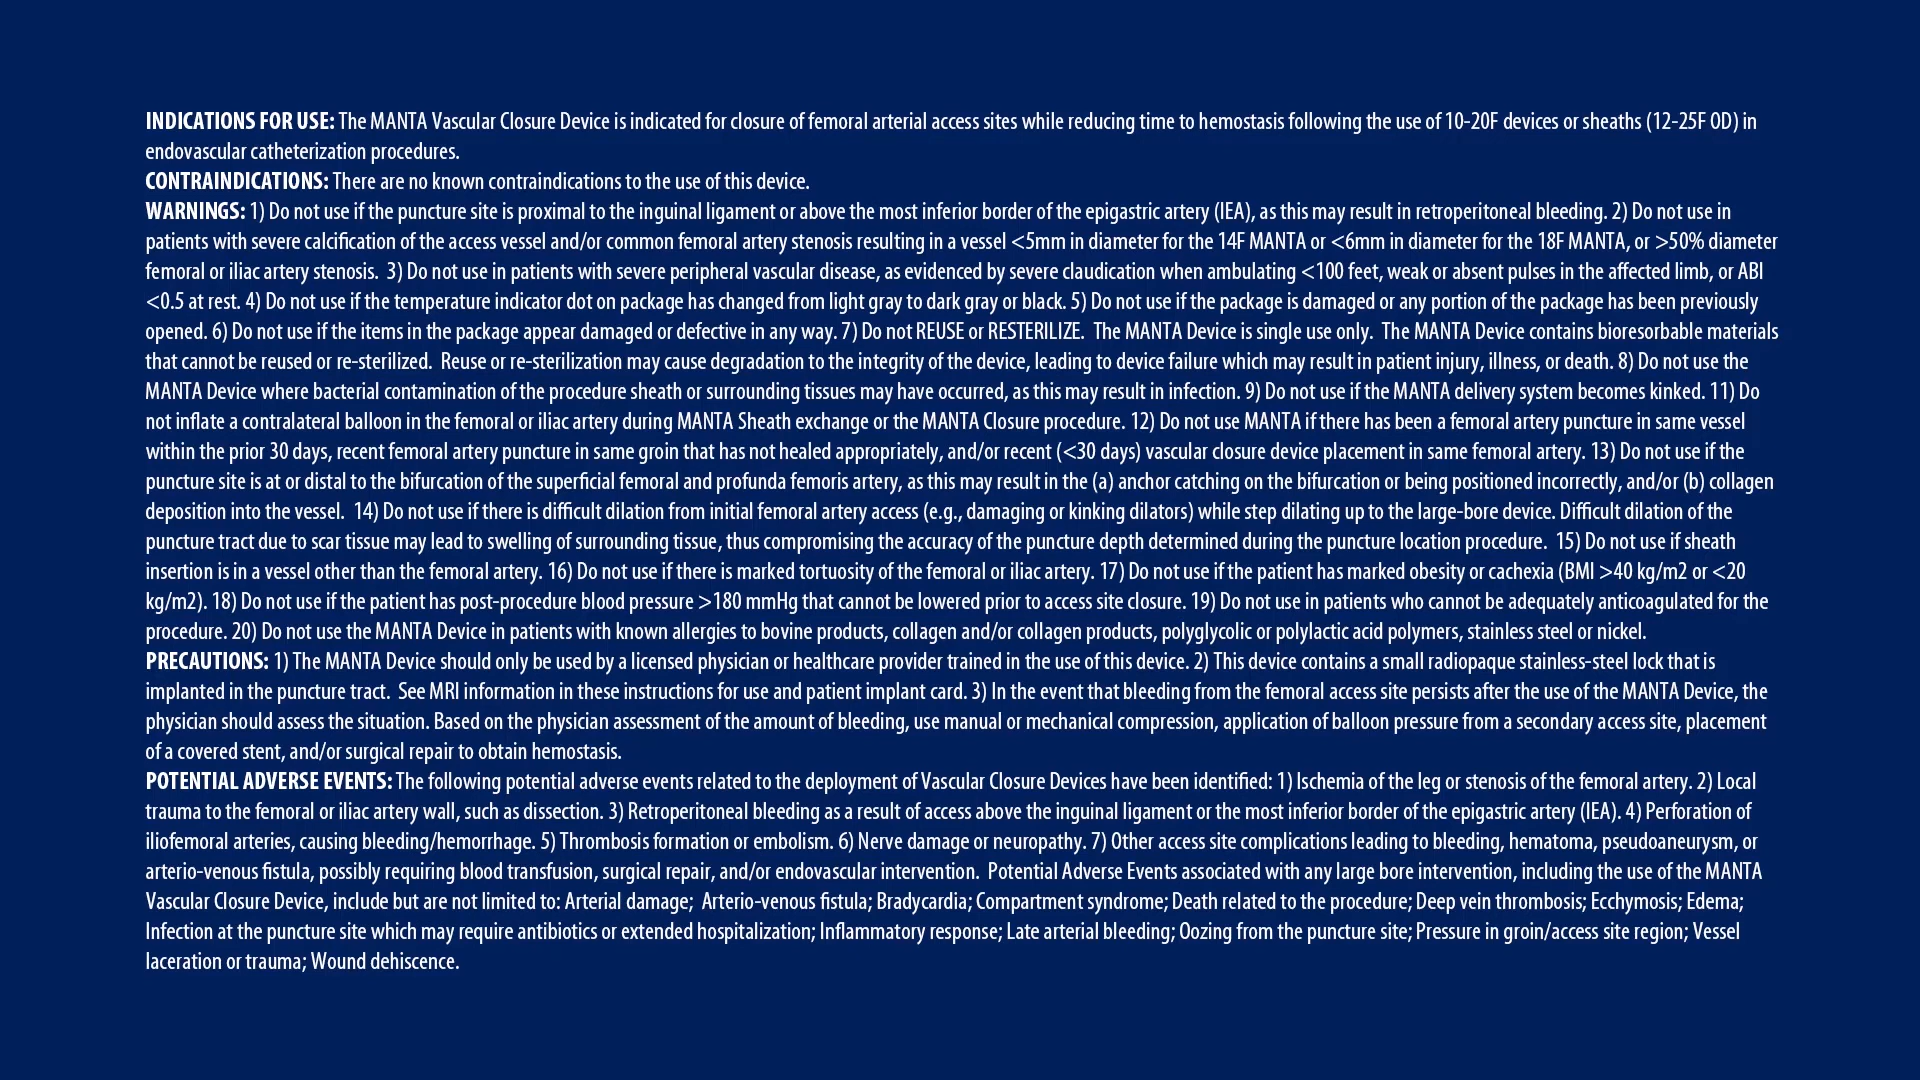 INDICATIONS FOR USE: The MANTA Vascular Closure Device is indicated for closure of femoral arterial access sites while reducing time to hemostasis following the use of 10-20F devices or sheaths (12-25F OD) in
endovascular catheterization procedures.
CONTRAINDICATIONS: There are no known contraindications to the use of this device.
WARNINGS: 1) Do not use if the puncture site is proximal to the inguinal ligament or above the most inferior border of the epigastric artery (IEA), as this may result in retroperitoneal bleeding. 2) Do not use in
patients with severe calcification of the access vessel and/or common femoral artery stenosis resulting in a vessel <5mm in diameter for the 14F MANTA or <6mm in diameter for the 18F MANTA, or >50% diameter
femoral or iliac artery stenosis.  3) Do not use in patients with severe peripheral vascular disease, as evidenced by severe claudication when ambulating <100 feet, weak or absent pulses in the affected limb, or ABI
<0.5 at rest. 4) Do not use if the temperature indicator dot on package has changed from light gray to dark gray or black. 5) Do not use if the package is damaged or any portion of the package has been previously
opened. 6) Do not use if the items in the package appear damaged or defective in any way. 7) Do not REUSE or RESTERILIZE.  The MANTA Device is single use only.  The MANTA Device contains bioresorbable materials
that cannot be reused or re-sterilized.  Reuse or re-sterilization may cause degradation to the integrity of the device, leading to device failure which may result in patient injury, illness, or death. 8) Do not use the
MANTA Device where bacterial contamination of the procedure sheath or surrounding tissues may have occurred, as this may result in infection. 9) Do not use if the MANTA delivery system becomes kinked. 11) Do
not inflate a contralateral balloon in the femoral or iliac artery during MANTA Sheath exchange or the MANTA Closure procedure. 12) Do not use MANTA if there has been a femoral artery puncture in same vessel
within the prior 30 days, recent femoral artery puncture in same groin that has not healed appropriately, and/or recent (<30 days) vascular closure device placement in same femoral artery. 13) Do not use if the
puncture site is at or distal to the bifurcation of the superficial femoral and profunda femoris artery, as this may result in the (a) anchor catching on the bifurcation or being positioned incorrectly, and/or (b) collagen
deposition into the vessel.  14) Do not use if there is difficult dilation from initial femoral artery access (e.g., damaging or kinking dilators) while step dilating up to the large-bore device. Difficult dilation of the
puncture tract due to scar tissue may lead to swelling of surrounding tissue, thus compromising the accuracy of the puncture depth determined during the puncture location procedure.  15) Do not use if sheath
insertion is in a vessel other than the femoral artery. 16) Do not use if there is marked tortuosity of the femoral or iliac artery. 17) Do not use if the patient has marked obesity or cachexia (BMI >40 kg/m2 or <20
kg/m2). 18) Do not use if the patient has post-procedure blood pressure >180 mmHg that cannot be lowered prior to access site closure. 19) Do not use in patients who cannot be adequately anticoagulated for the
procedure. 20) Do not use the MANTA Device in patients with known allergies to bovine products, collagen and/or collagen products, polyglycolic or polylactic acid polymers, stainless steel or nickel.
PRECAUTIONS: 1) The MANTA Device should only be used by a licensed physician or healthcare provider trained in the use of this device. 2) This device contains a small radiopaque stainless-steel lock that is
implanted in the puncture tract.  See MRI information in these instructions for use and patient implant card. 3) In the event that bleeding from the femoral access site persists after the use of the MANTA Device, the
physician should assess the situation. Based on the physician assessment of the amount of bleeding, use manual or mechanical compression, application of balloon pressure from a secondary access site, placement
of a covered stent, and/or surgical repair to obtain hemostasis.
POTENTIAL ADVERSE EVENTS: The following potential adverse events related to the deployment of Vascular Closure Devices have been identified: 1) Ischemia of the leg or stenosis of the femoral artery. 2) Local
trauma to the femoral or iliac artery wall, such as dissection. 3) Retroperitoneal bleeding as a result of access above the inguinal ligament or the most inferior border of the epigastric artery (IEA). 4) Perforation of
iliofemoral arteries, causing bleeding/hemorrhage. 5) Thrombosis formation or embolism. 6) Nerve damage or neuropathy. 7) Other access site complications leading to bleeding, hematoma, pseudoaneurysm, or
arterio-venous fistula, possibly requiring blood transfusion, surgical repair, and/or endovascular intervention.  Potential Adverse Events associated with any large bore intervention, including the use of the MANTA
Vascular Closure Device, include but are not limited to: Arterial damage;  Arterio-venous fistula; Bradycardia; Compartment syndrome; Death related to the procedure; Deep vein thrombosis; Ecchymosis; Edema;
Infection at the puncture site which may require antibiotics or extended hospitalization; Inflammatory response; Late arterial bleeding; Oozing from the puncture site; Pressure in groin/access site region; Vessel
laceration or trauma; Wound dehiscence.